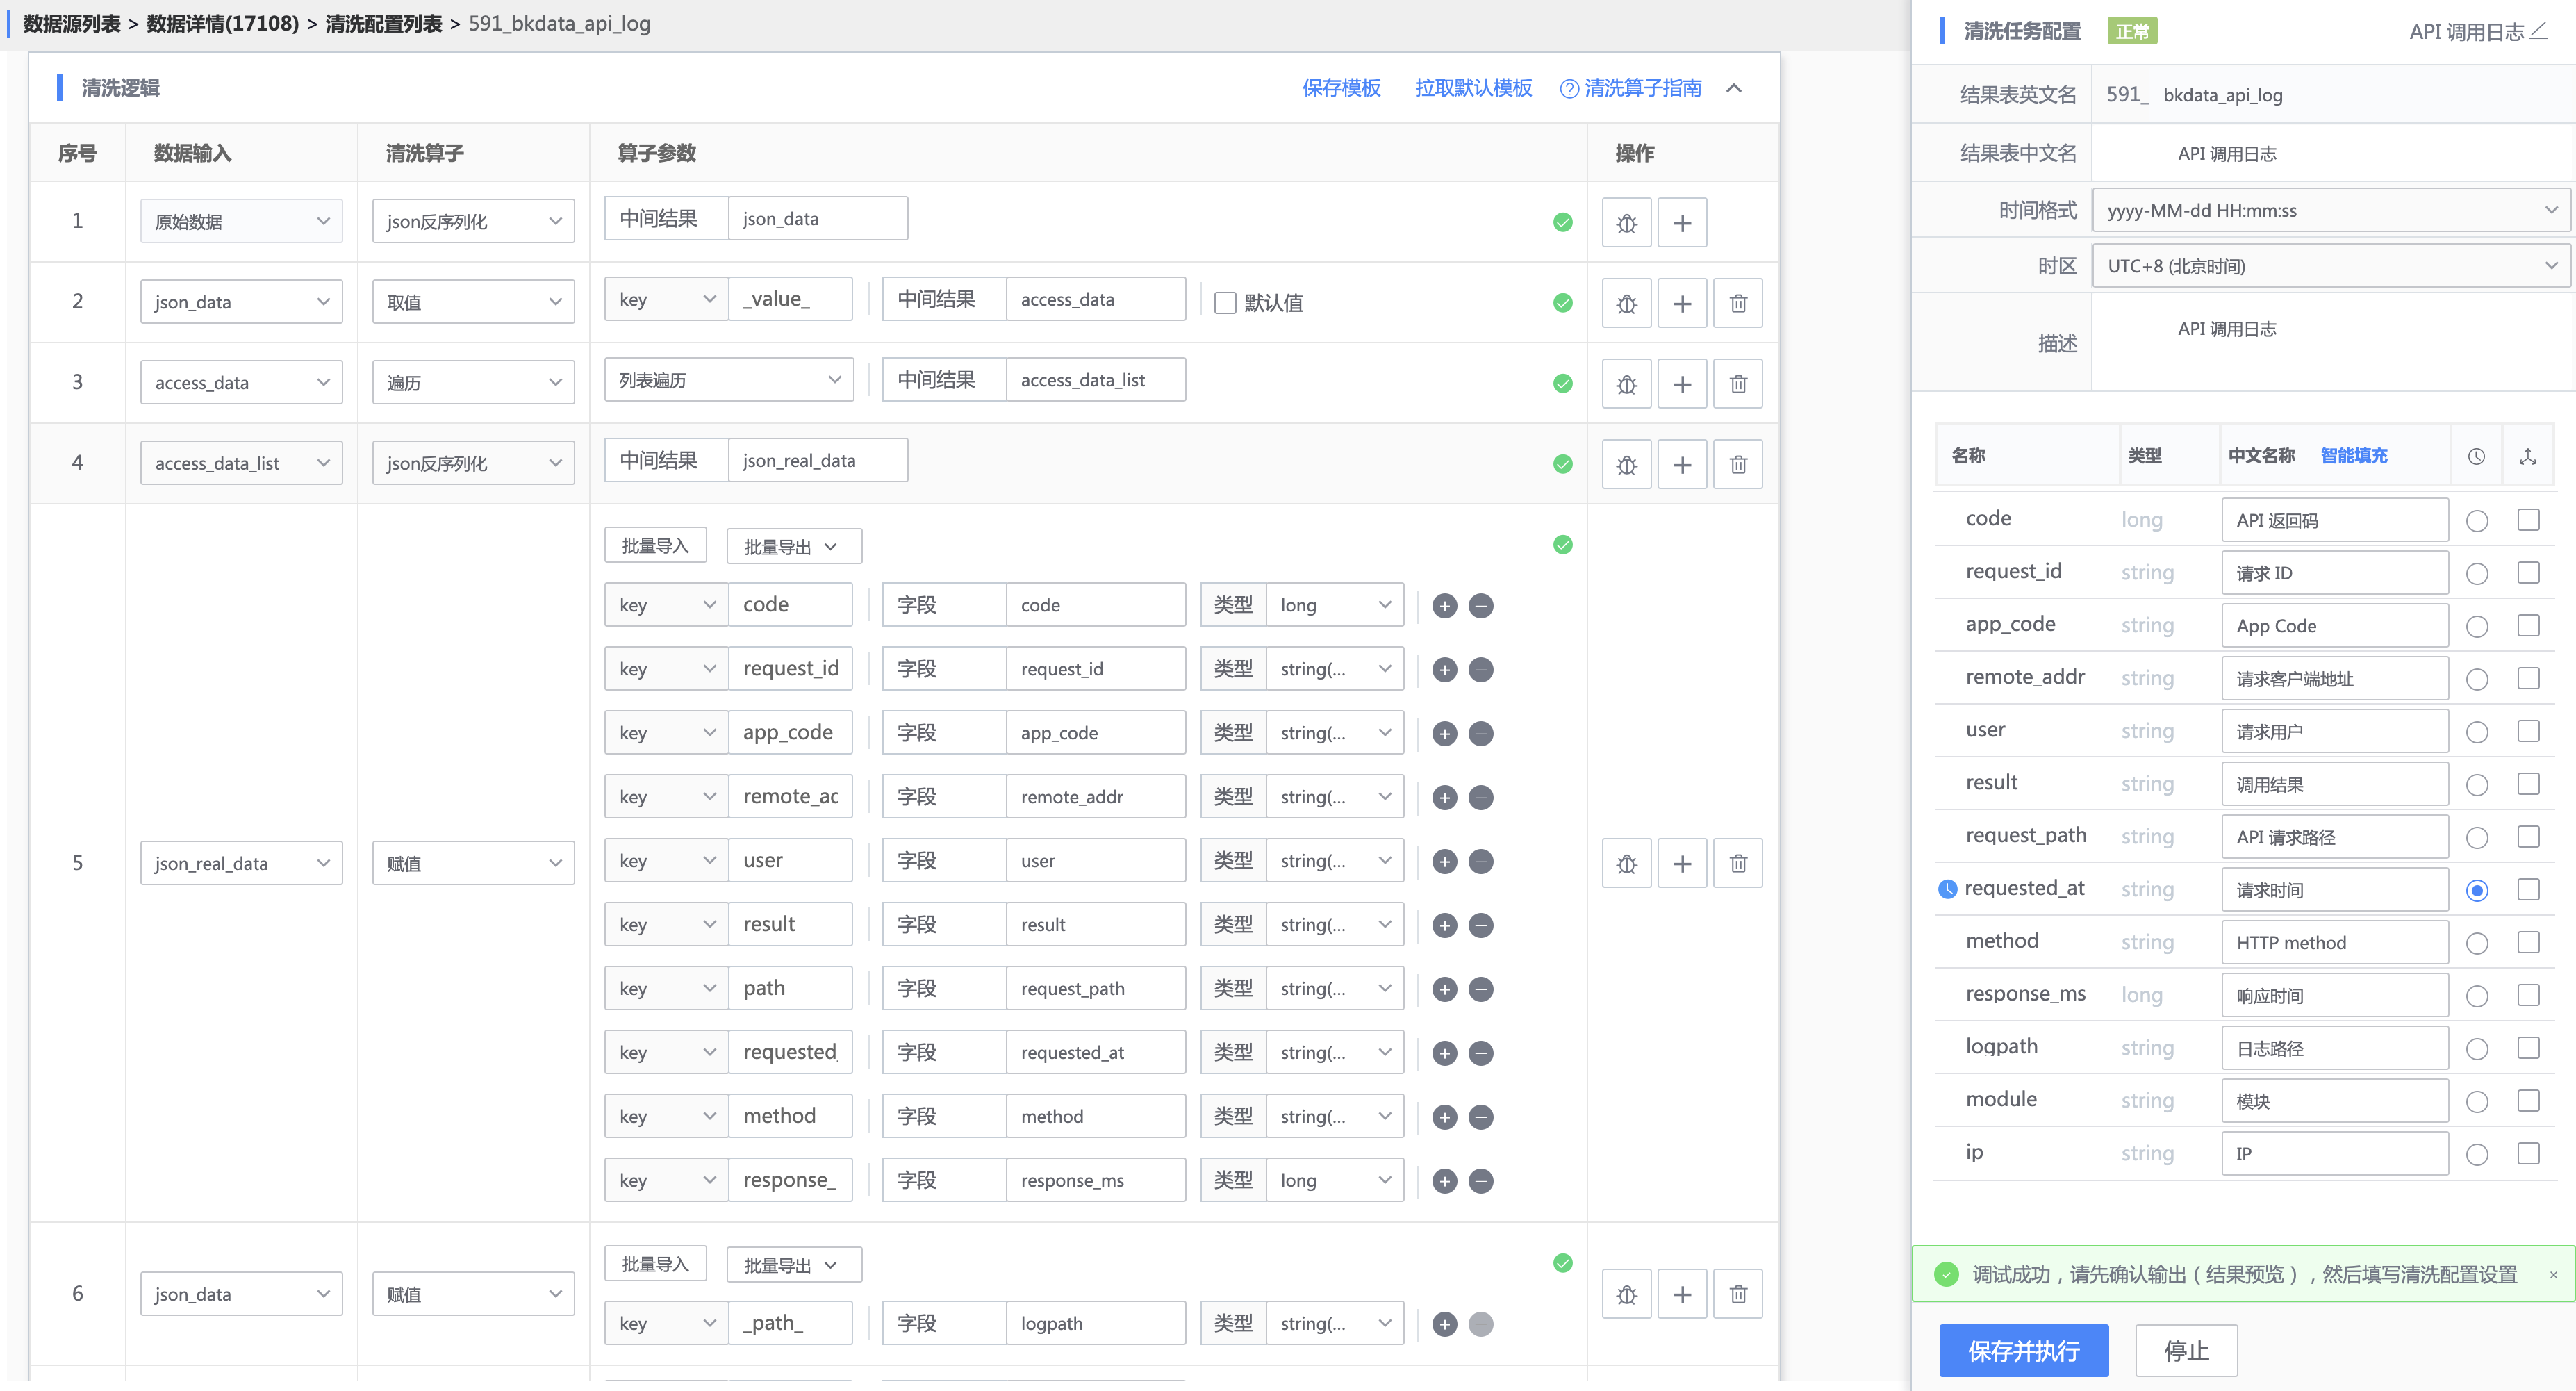 数据源列表 > 数据详情(17108) > 清洗配置列表 > 591_bkdata_api_log
清洗逻辑 保存模板 拉取默认模板 清洗算子指南
序号 数据输入 清洗算子 算子参数 操作
1 原始数据 json反序列化 中间结果 json_data
2 json_data 取值 key _value_ 中间结果 access_data 默认值
3 access_data 遍历 列表遍历 中间结果 access_data_list
4 access_data_list json反序列化 中间结果 json_real_data
批量导入 批量导出
key code 字段 code 类型 long
key request_id 字段 request_id 类型 string(...
key app_code 字段 app_code 类型 string(...
key remote_ac 字段 remote_addr 类型 string(...
5 json_real_data 赋值 key user 字段 user 类型 string(...
key result 字段 result 类型 string(...
key path 字段 request_path 类型 string(...
key requested_ 字段 requested_at 类型 string(...
key method 字段 method 类型 string(...
key response_ 字段 response_ms 类型 long
批量导入 批量导出
6 json_data 赋值
key _path_ 字段 logpath 类型 string(...
清洗任务配置 正常 API 调用日志
结果表英文名 591_ bkdata_api_log
结果表中文名 API 调用日志
时间格式 yyyy-MM-dd HH:mm:ss
时区 UTC+8 (北京时间)
描述 API 调用日志
名称 类型 中文名称 智能填充
code long API 返回码
request_id string 请求 ID
app_code string App Code
remote_addr string 请求客户端地址
user string 请求用户
result string 调用结果
request_path string API 请求路径
requested_at string 请求时间
method string HTTP method
response_ms long 响应时间
logpath string 日志路径
module string 模块
ip string IP
调试成功，请先确认输出（结果预览），然后填写清洗配置设置 ×
保存并执行 停止